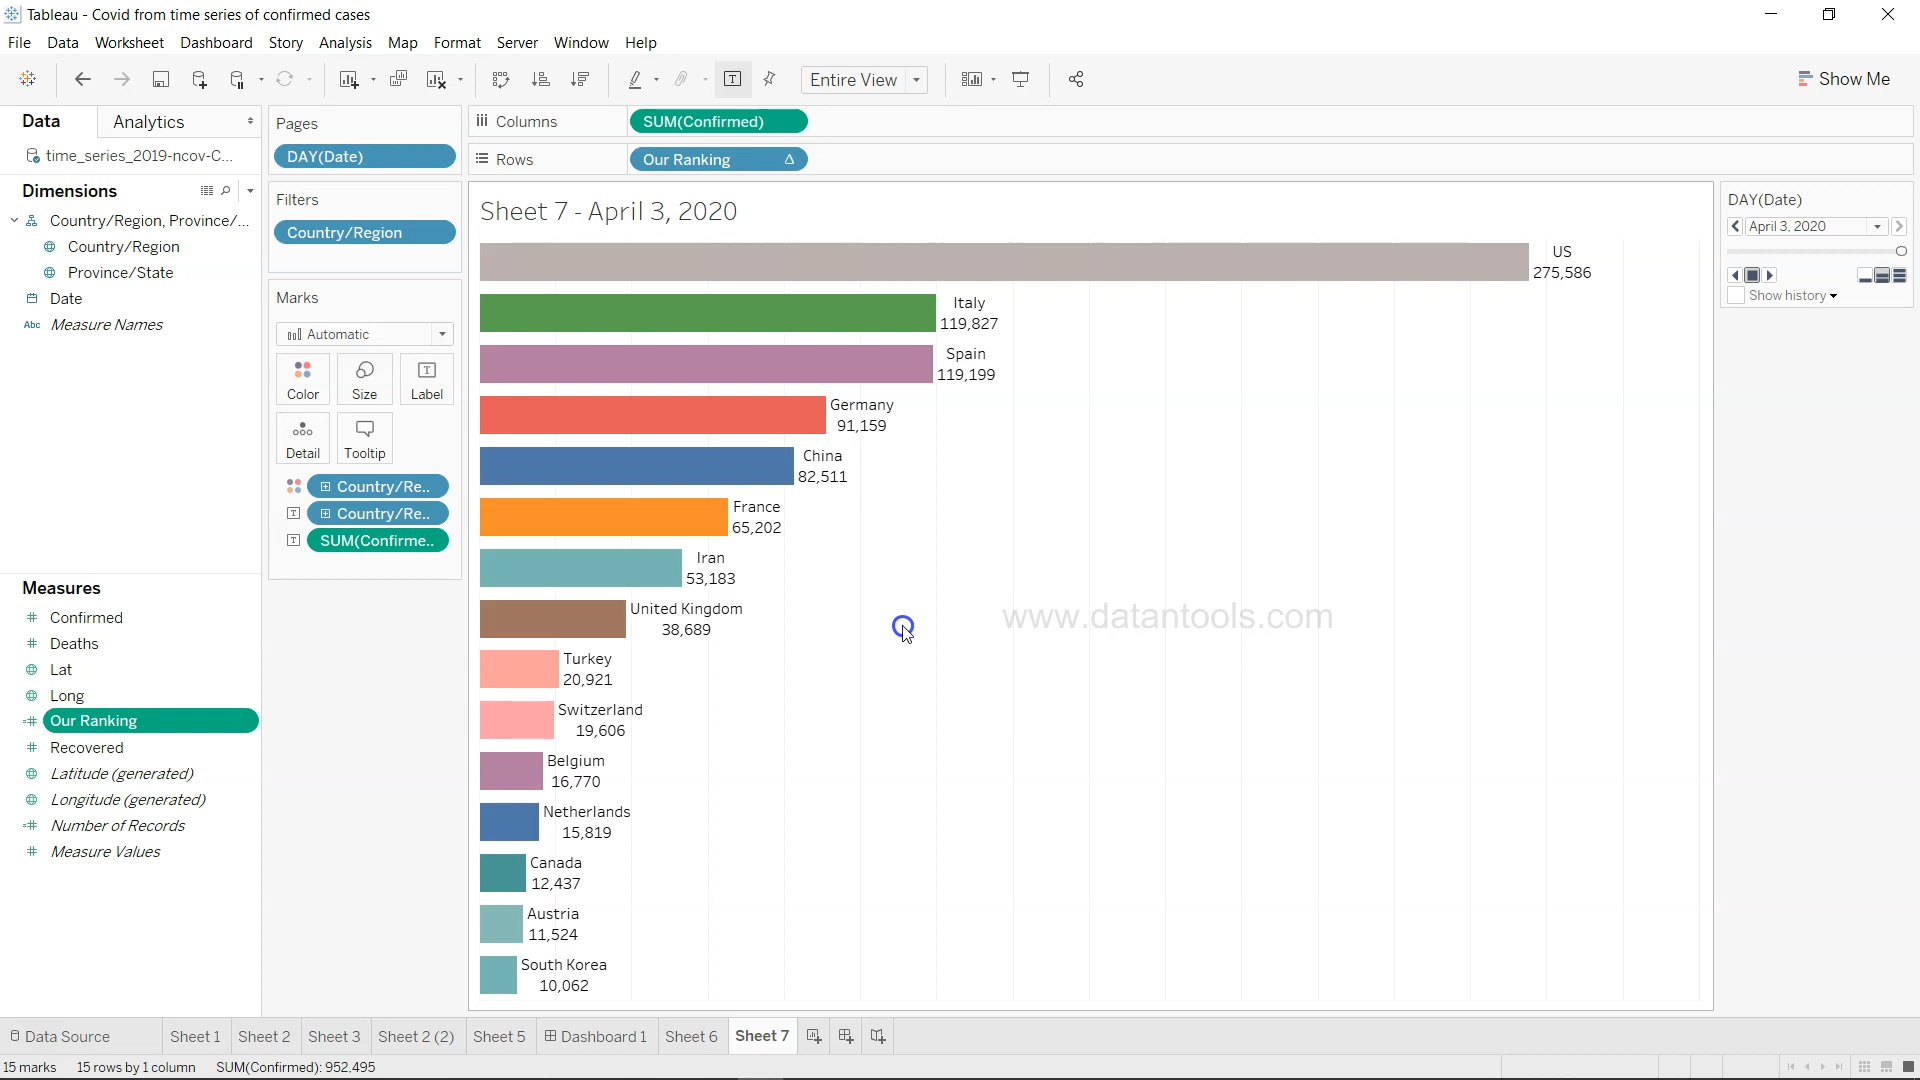 Tableau - Covid from time series of confirmed cases
File Data Worksheet Dashboard Story Analysis Map Format Server Window Help
Entire View
Show Me
Data Analytics
time_series_2019-ncov-C...
Dimensions
Country/Region, Province/...
Country/Region
Province/State
Date
Abc Measure Names
Measures
Confirmed
Deaths
Lat
Long
Our Ranking
Recovered
Latitude (generated)
Longitude (generated)
Number of Records
Measure Values
Pages
DAY(Date)
Filters
Country/Region
Marks
Automatic
Color Size Label
Detail Tooltip
Country/Re..
Country/Re..
SUM(Confirme..
Columns SUM(Confirmed)
Rows Our Ranking
Sheet 7 - April 3, 2020
US
275,586
Italy
119,827
Spain
119,199
Germany
91,159
China
82,511
France
65,202
Iran
53,183
United Kingdom
38,689
Turkey
20,921
Switzerland
19,606
Belgium
16,770
Netherlands
15,819
Canada
12,437
Austria
11,524
South Korea
10,062
www.datantools.com
DAY(Date)
April 3, 2020
Show history
Data Source Sheet 1 Sheet 2 Sheet 3 Sheet 2 (2) Sheet 5 Dashboard 1 Sheet 6 Sheet 7
15 marks 15 rows by 1 column SUM(Confirmed): 952,495